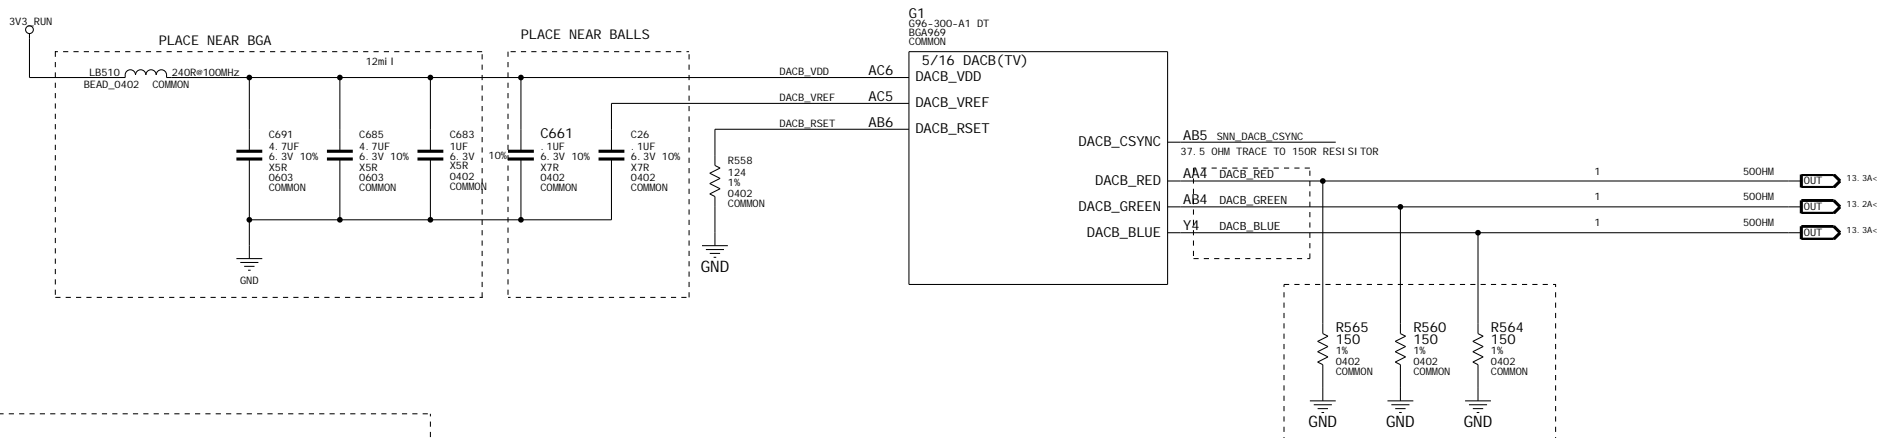 3V3_RUN
PLACE NEAR BGA
PLACE NEAR BALLS
G1
G96-300-A1 DT
BGA969
COMMON
12mil
LB510
240R@100MHz
BEAD_0402
COMMON
5/16 DACB(TV)
DACB_VDD
AC6
DACB_VDD
DACB_VREF
AC5
DACB_VREF
DACB_RSET
AB6
DACB_RSET
C691
4.7UF
6.3V 10%
X5R
0603
COMMON
C685
4.7UF
6.3V 10%
X5R
0603
COMMON
C683
1UF
6.3V 10%
X5R
0402
COMMON
C661
.1UF
6.3V 10%
X7R
0402
COMMON
C26
.1UF
6.3V 10%
X7R
0402
COMMON
R558
124
1%
0402
COMMON
GND
GND
DACB_CSYNC
AB5
SNN_DACB_CSYNC
37.5 OHM TRACE TO 150R RESISITOR
DACB_RED
AA4
DACB_RED
1
50OHM
OUT
13.3A<
DACB_GREEN
AB4
DACB_GREEN
1
50OHM
OUT
13.2A<
DACB_BLUE
Y4
DACB_BLUE
1
50OHM
OUT
13.3A<
R565
150
1%
0402
COMMON
R560
150
1%
0402
COMMON
R564
150
1%
0402
COMMON
GND
GND
GND